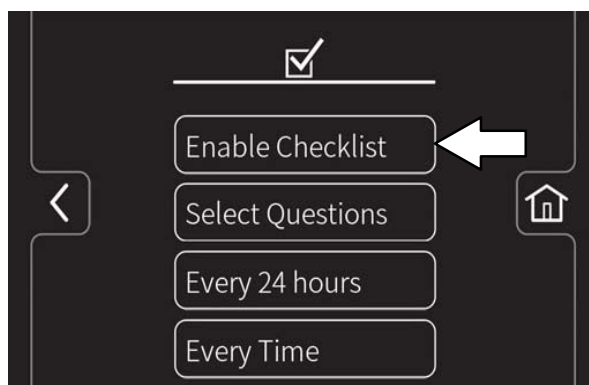 Enable Checklist
Select Questions
Every 24 hours
Every Time